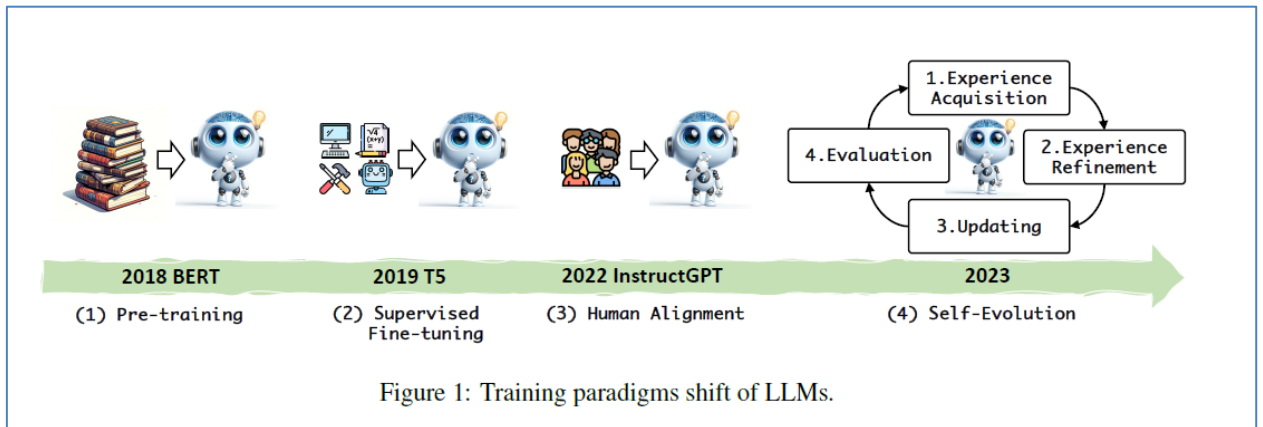 1.Experience
Acquisition
2.Experience
Refinement
3.Updating
4.Evaluation
√4
(x+y)
=
2018 BERT
2019 T5
2022 InstructGPT
2023
(1) Pre-training
(2) Supervised
Fine-tuning
(3) Human Alignment
(4) Self-Evolution
Figure 1: Training paradigms shift of LLMs.